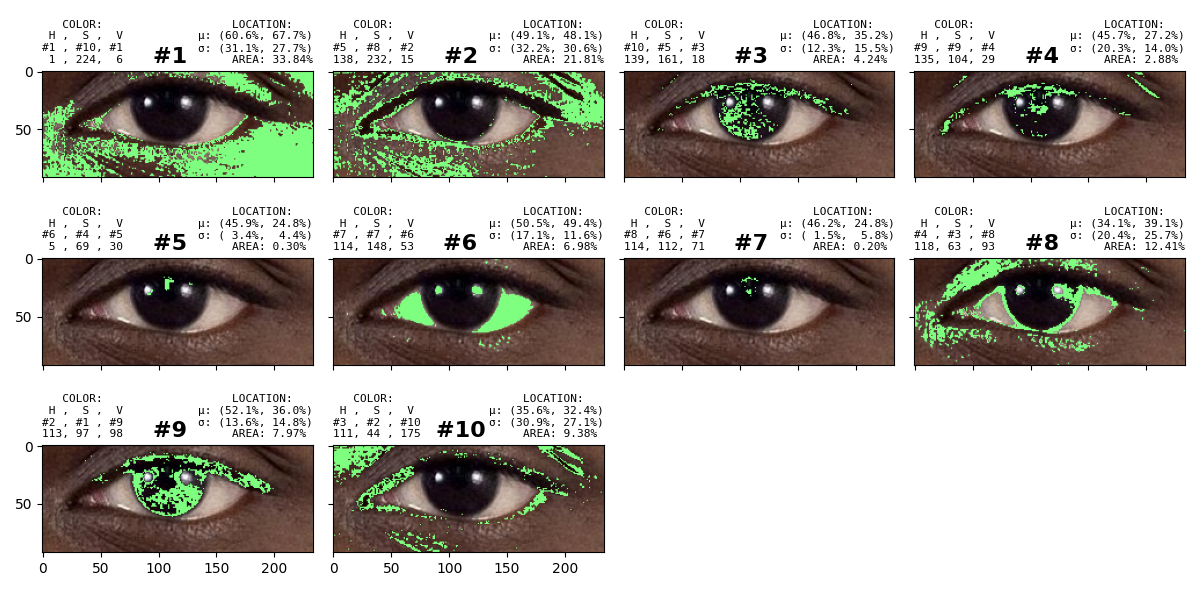 COLOR: LOCATION:
H , S , V μ: (60.6%, 67.7%)
#1 , #10, #1 #1 σ: (31.1%, 27.7%)
1 , 224, 6 AREA: 33.84%
COLOR: LOCATION:
H , S , V μ: (49.1%, 48.1%)
#5 , #8 , #2 #2 σ: (32.2%, 30.6%)
138, 232, 15 AREA: 21.81%
COLOR: LOCATION:
H , S , V μ: (46.8%, 35.2%)
#10, #5 , #3 #3 σ: (12.3%, 15.5%)
139, 161, 18 AREA: 4.24%
COLOR: LOCATION:
H , S , V μ: (45.7%, 27.2%)
#9 , #9 , #4 #4 σ: (20.3%, 14.0%)
135, 104, 29 AREA: 2.88%
0
50
COLOR: LOCATION:
H , S , V μ: (45.9%, 24.8%)
#6 , #4 , #5 #5 σ: ( 3.4%, 4.4%)
5 , 69 , 30 AREA: 0.30%
COLOR: LOCATION:
H , S , V μ: (50.5%, 49.4%)
#7 , #7 , #6 #6 σ: (17.1%, 11.6%)
114, 148, 53 AREA: 6.98%
COLOR: LOCATION:
H , S , V μ: (46.2%, 24.8%)
#8 , #6 , #7 #7 σ: ( 1.5%, 5.8%)
114, 112, 71 AREA: 0.20%
COLOR: LOCATION:
H , S , V μ: (34.1%, 39.1%)
#4 , #3 , #8 #8 σ: (20.4%, 25.7%)
118, 63 , 93 AREA: 12.41%
0
50
COLOR: LOCATION:
H , S , V μ: (52.1%, 36.0%)
#2 , #1 , #9 #9 σ: (13.6%, 14.8%)
113, 97 , 98 AREA: 7.97%
COLOR: LOCATION:
H , S , V μ: (35.6%, 32.4%)
#3 , #2 , #10 #10 σ: (30.9%, 27.1%)
111, 44 , 175 AREA: 9.38%
0
50
0 50 100 150 200
0 50 100 150 200